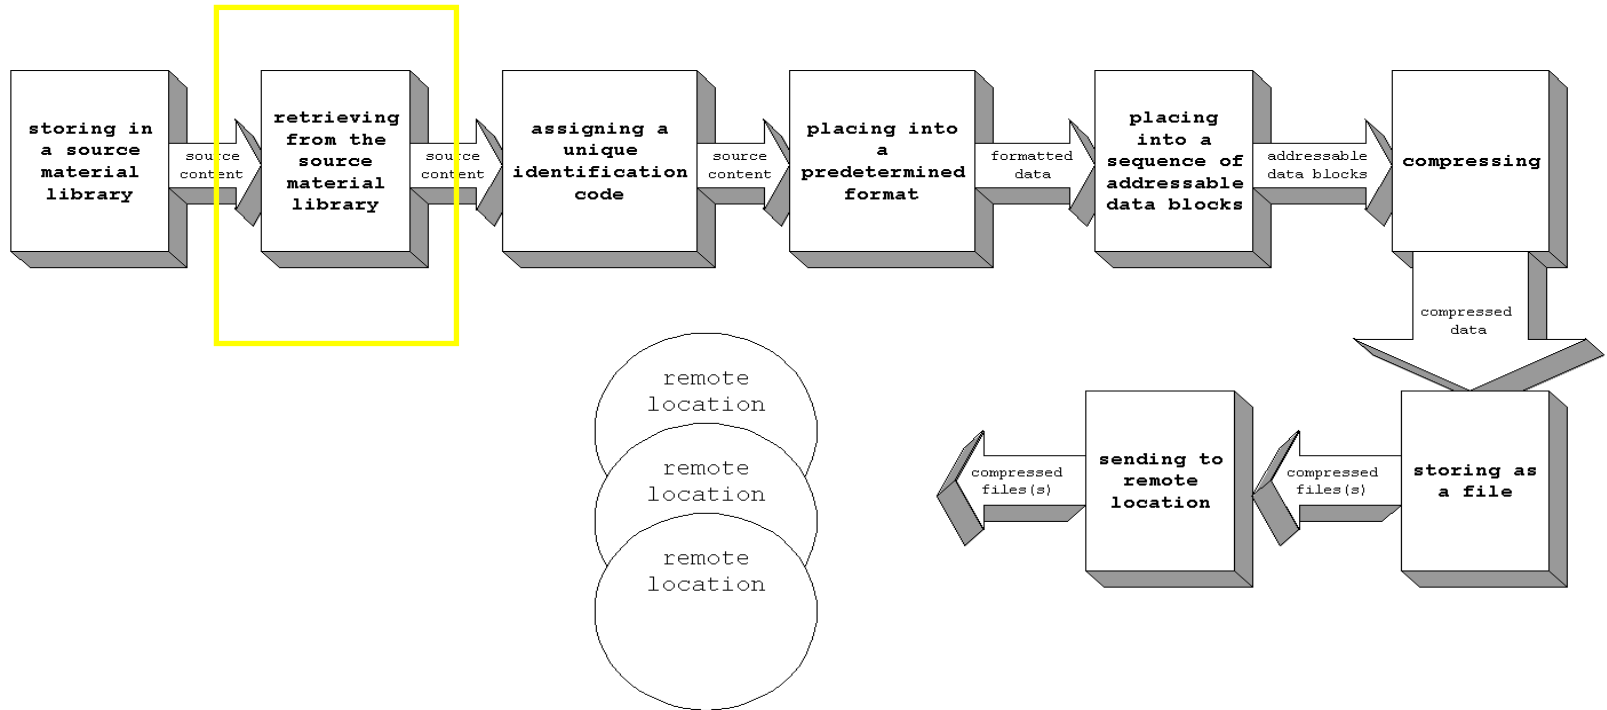 storing in
a source
material
library
source
content
retrieving
from the
source
material
library
source
content
assigning a
unique
identification
code
source
content
placing into
a
predetermined
format
formatted
data
placing
into a
sequence of
addressable
data blocks
addressable
data blocks
compressing
compressed
data
storing as
a file
compressed
files(s)
sending to
remote
location
compressed
files(s)
remote
location
remote
location
remote
location